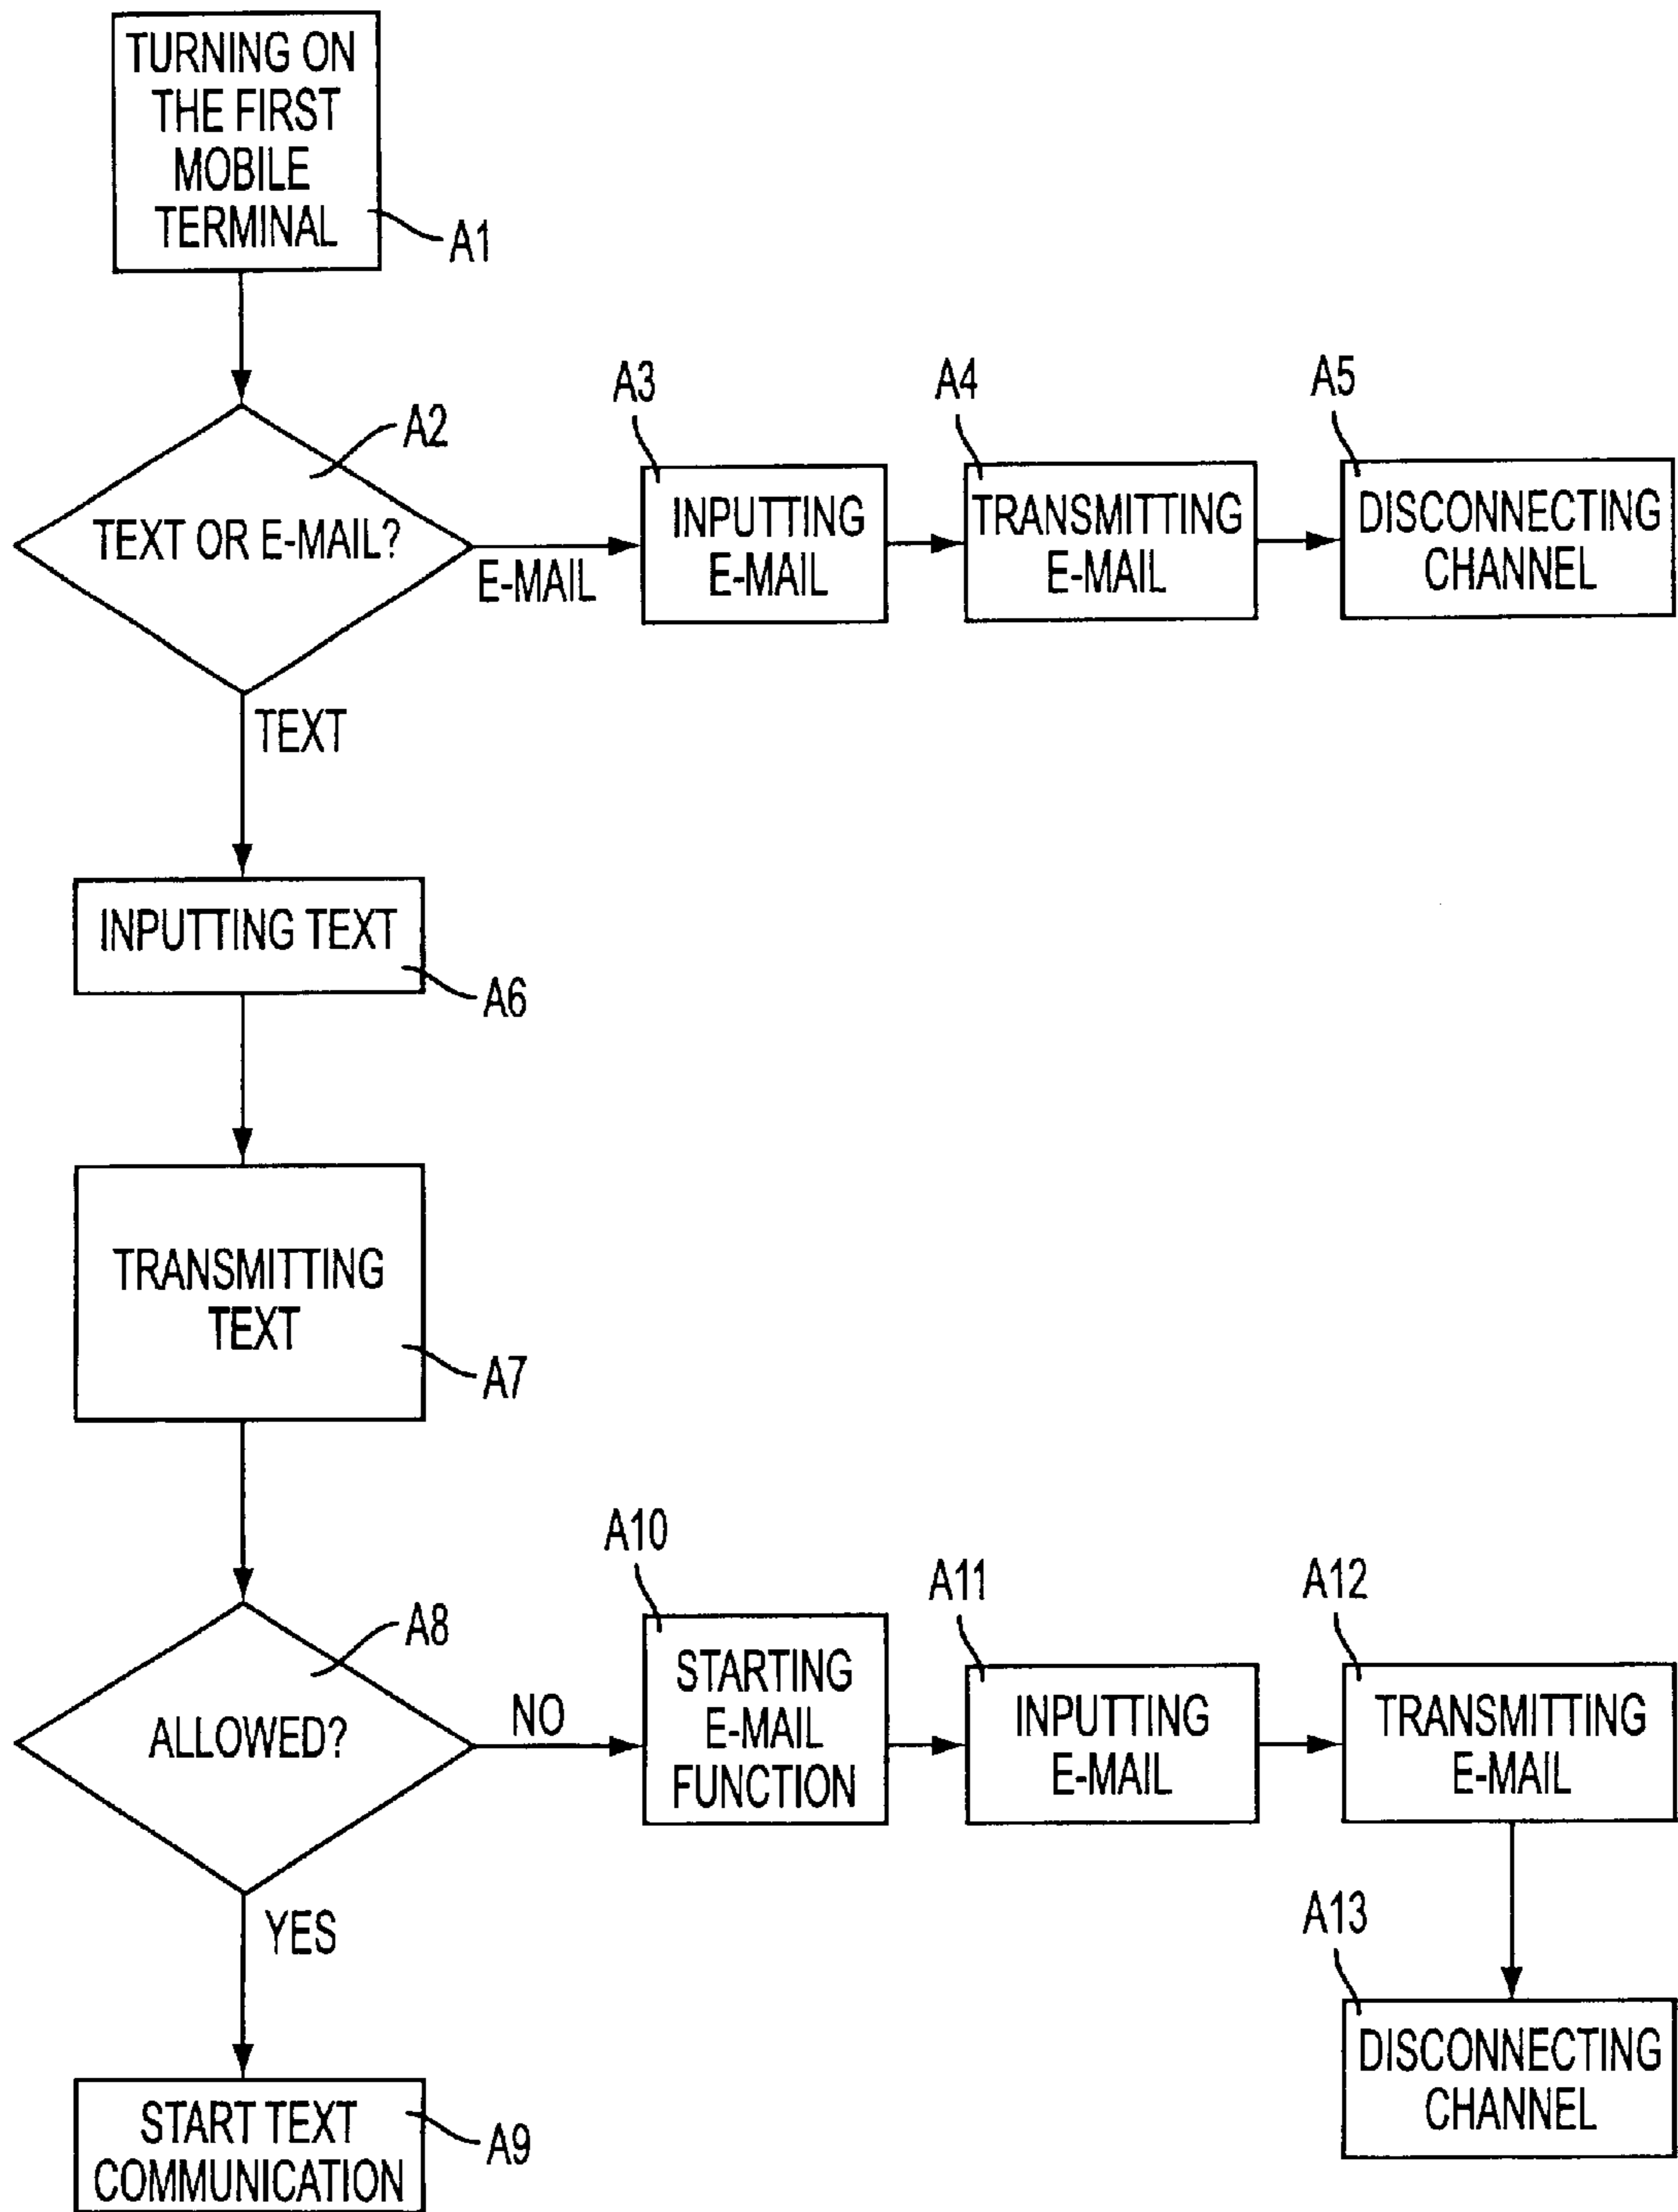 TURNING ON
THE FIRST
MOBILE
TERMINAL
A1
A2
TEXT OR E-MAIL?
E-MAIL
A3
INPUTTING
E-MAIL
A4
TRANSMITTING
E-MAIL
A5
DISCONNECTING
CHANNEL
TEXT
INPUTTING TEXT
A6
TRANSMITTING
TEXT
A7
A8
ALLOWED?
NO
A10
STARTING
E-MAIL
FUNCTION
A11
INPUTTING
E-MAIL
A12
TRANSMITTING
E-MAIL
A13
DISCONNECTING
CHANNEL
YES
START TEXT
COMMUNICATION
A9